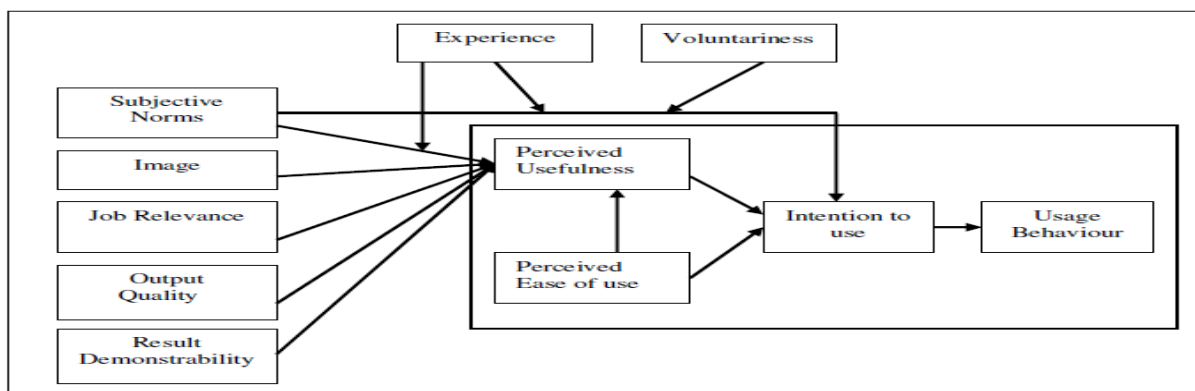 Experience
Voluntariness
Subjective
Norms
Image
Job Relevance
Output
Quality
Result
Demonstrability
Perceived
Usefulness
Perceived
Ease of use
Intention to
use
Usage
Behaviour